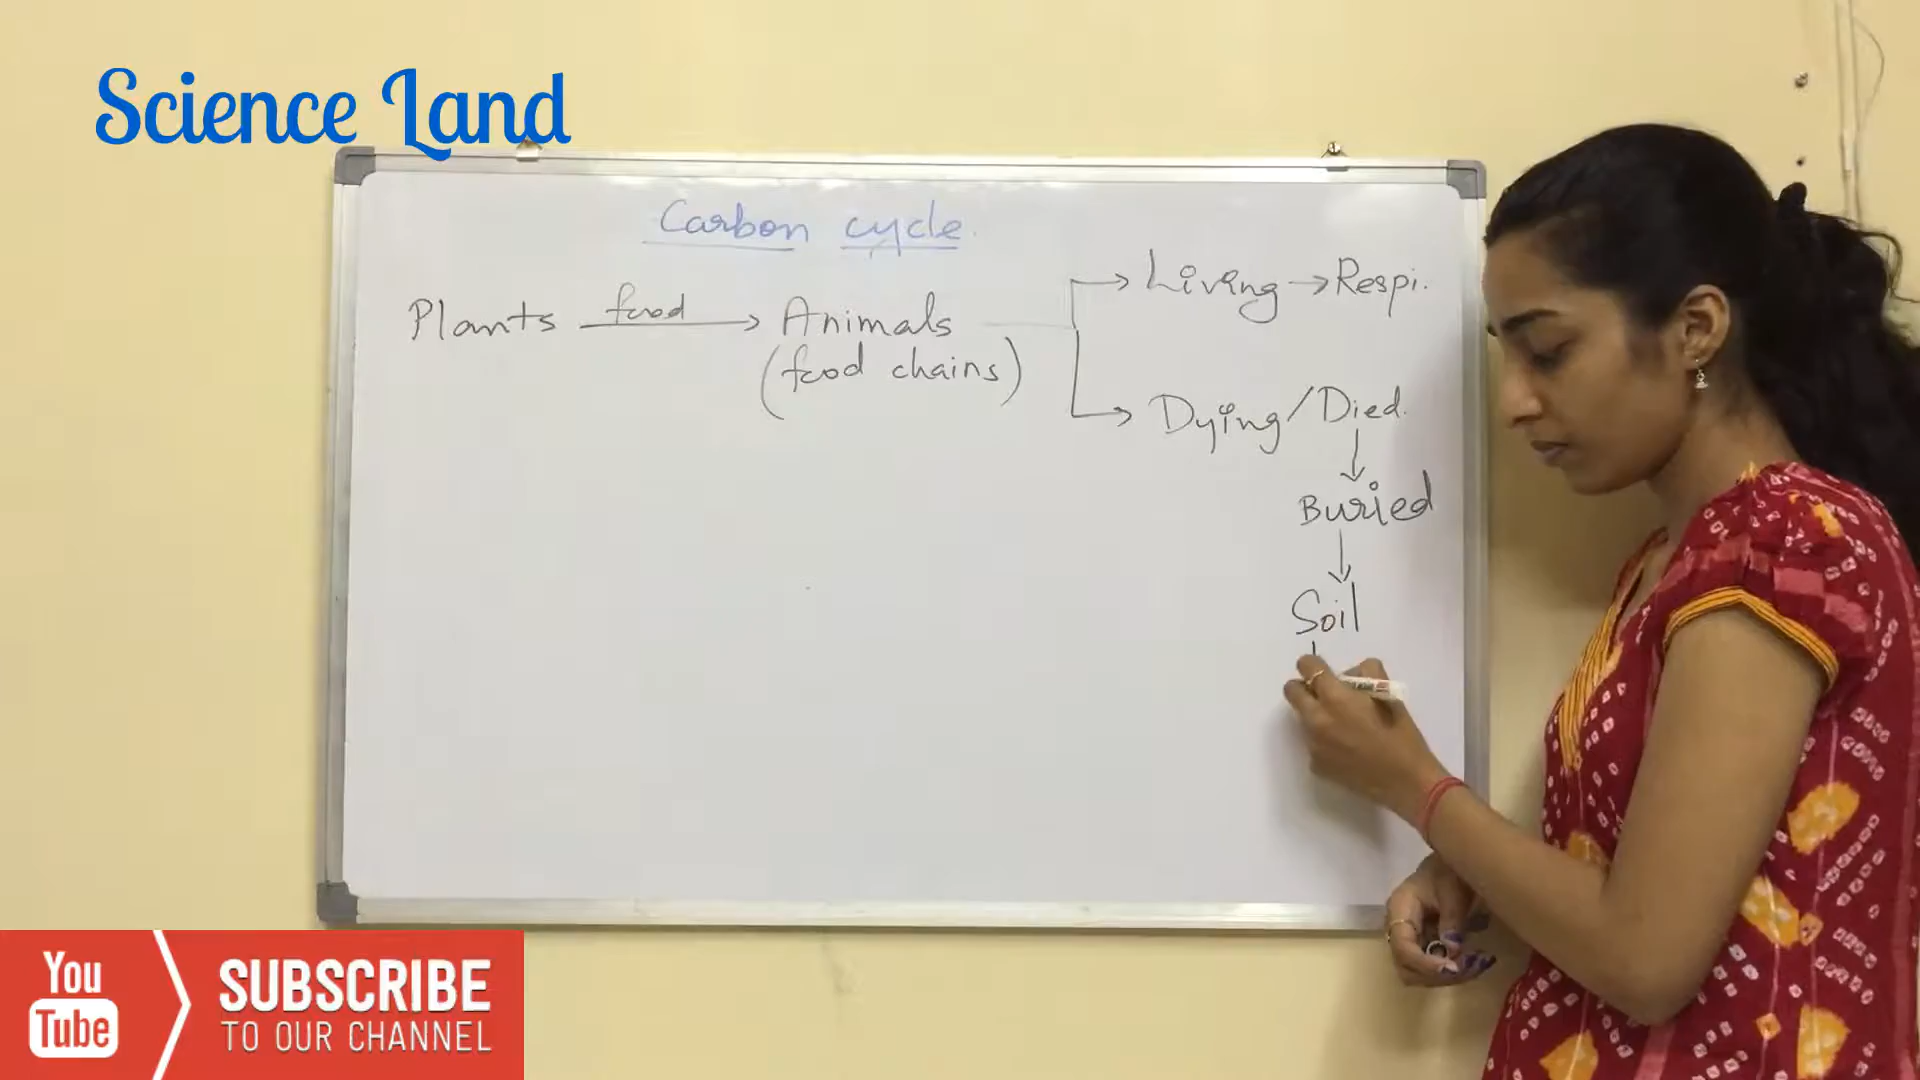 Science Land
Carbon cycle.
Plants food → Animals
(food chains)
→ Living → Respi.
→ Dying/Died.
↓
Buried
↓
Soil
You
Tube
SUBSCRIBE
TO OUR CHANNEL